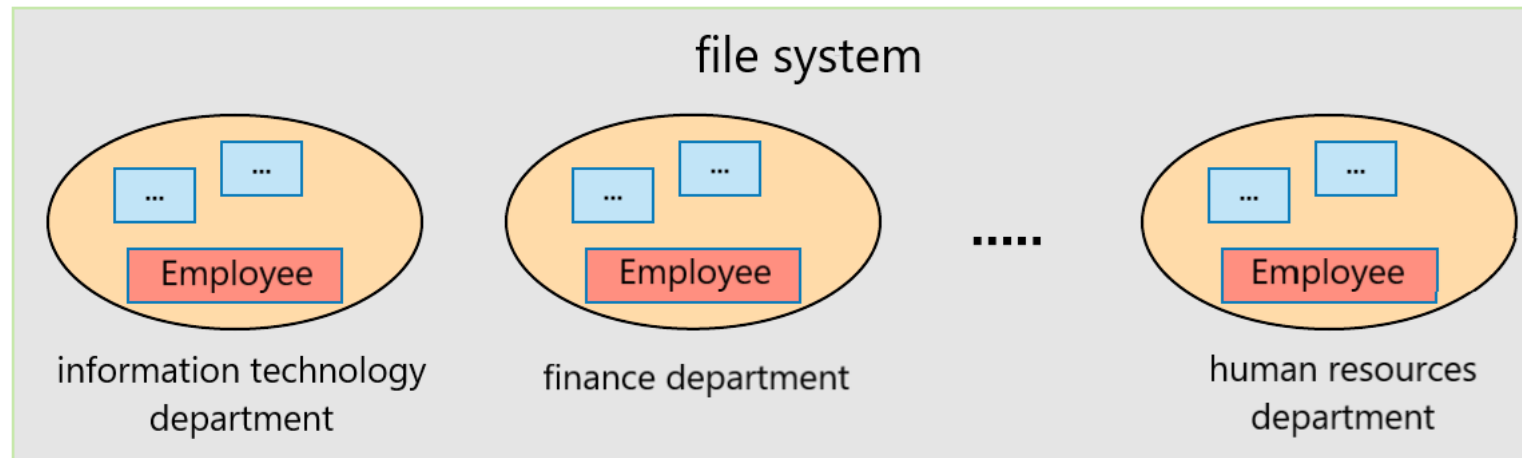 file system
...
...
Employee
...
...
Employee
.....
...
...
Employee
information technology
department
finance department
human resources
department